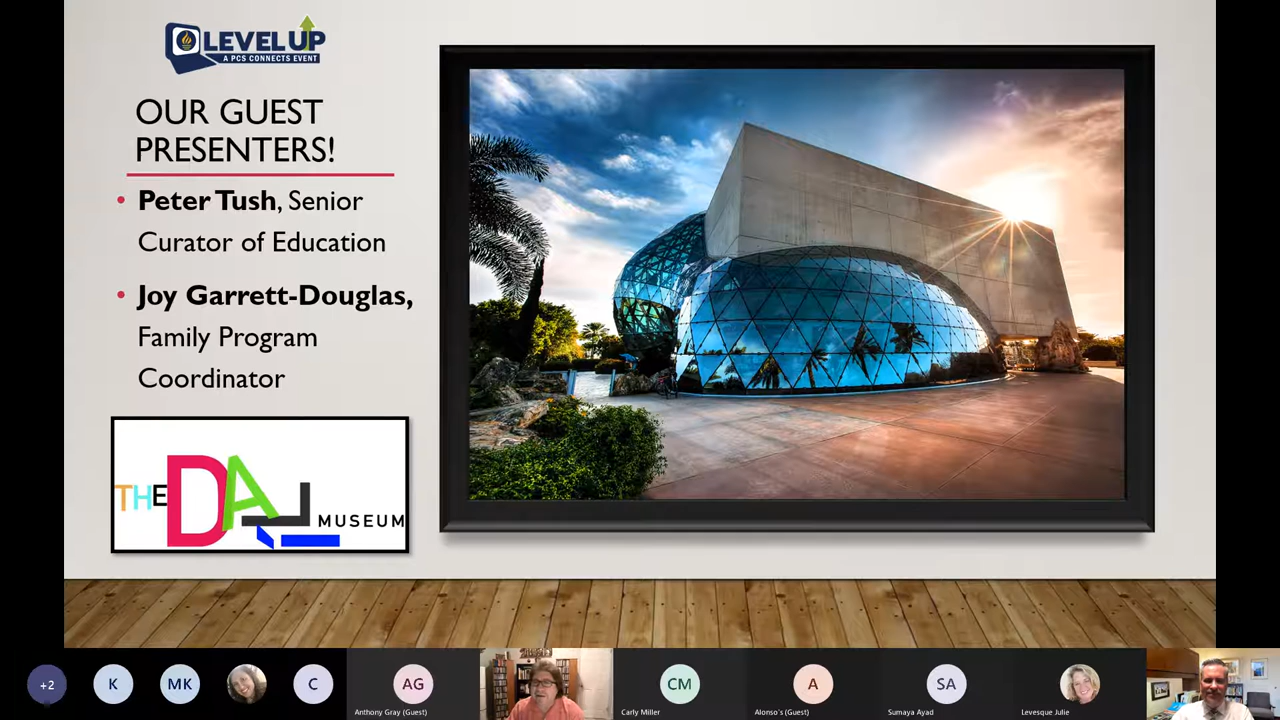 LEVEL UP
A PCS CONNECTS EVENT
OUR GUEST
PRESENTERS!
• Peter Tush, Senior
Curator of Education
• Joy Garrett-Douglas,
Family Program
Coordinator
THE DALÍ MUSEUM
+2
K
MK
C
AG
Anthony Gray (Guest)
CM
Carly Miller
A
Alonso's (Guest)
SA
Sumaya Ayad
Levesque Julie